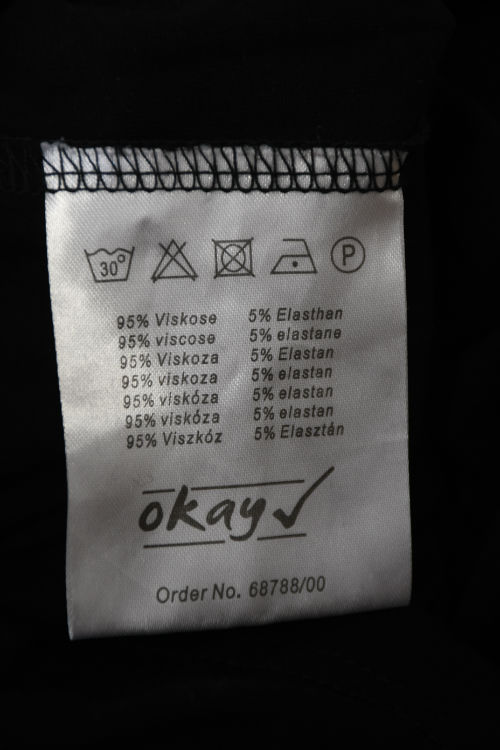 30°
P
95% Viskose 5% Elasthan
95% viscose 5% elastane
95% Viskoza 5% Elastan
95% viskoza 5% elastan
95% viskóza 5% elastan
95% viskóza 5% elastan
95% Viszkóz 5% Elasztán
okay
Order No. 68788/00